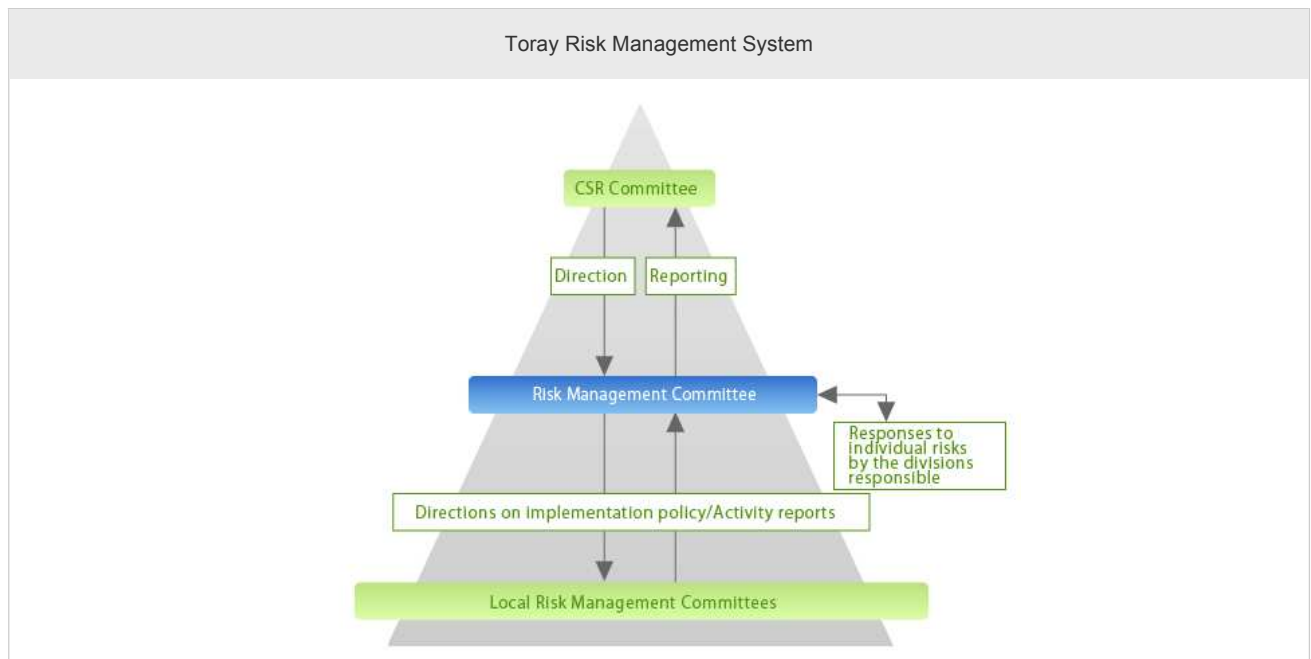 Toray Risk Management System
CSR Committee
Direction
Reporting
Risk Management Committee
Responses to
individual risks
by the divisions
responsible
Directions on implementation policy/Activity reports
Local Risk Management Committees